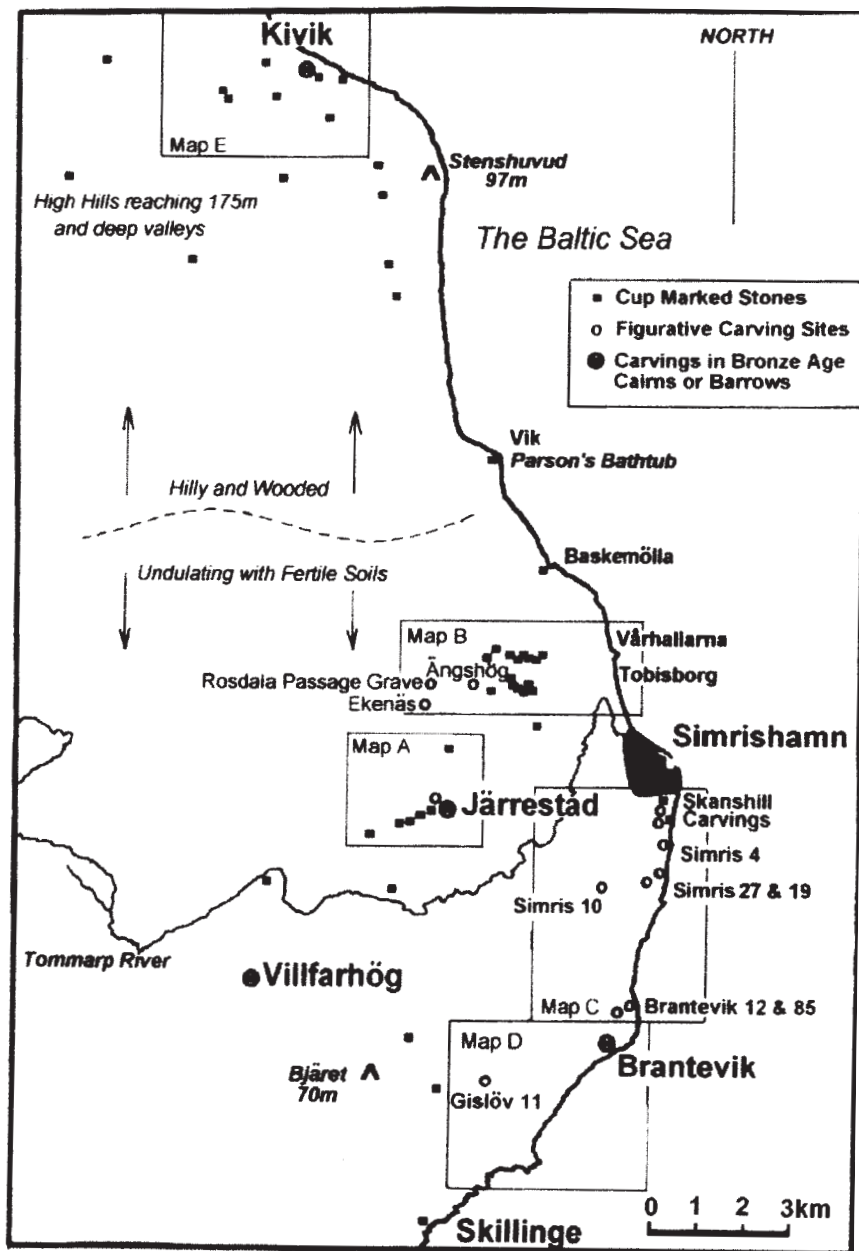 Kivik
NORTH
Map E
Stenshuvud
97m
High Hills reaching 175m
and deep valleys
The Baltic Sea
Cup Marked Stones
Figurative Carving Sites
Carvings in Bronze Age
Cairns or Barrows
Vik
Parson's Bathtub
Hilly and Wooded
Baskemölla
Undulating with Fertile Soils
Map B
Vårhallarna
Ängshög
Rosdala Passage Grave
Tobisborg
Ekenäs
Simrishamn
Map A
Järrestad
Skanshill
Carvings
Simris 4
Simris 27 & 19
Simris 10
Tommarp River
Villfarhög
Map C
Brantevik 12 & 85
Map D
Brantevik
Bjäret
70m
Gislöv 11
0 1 2 3km
Skillinge